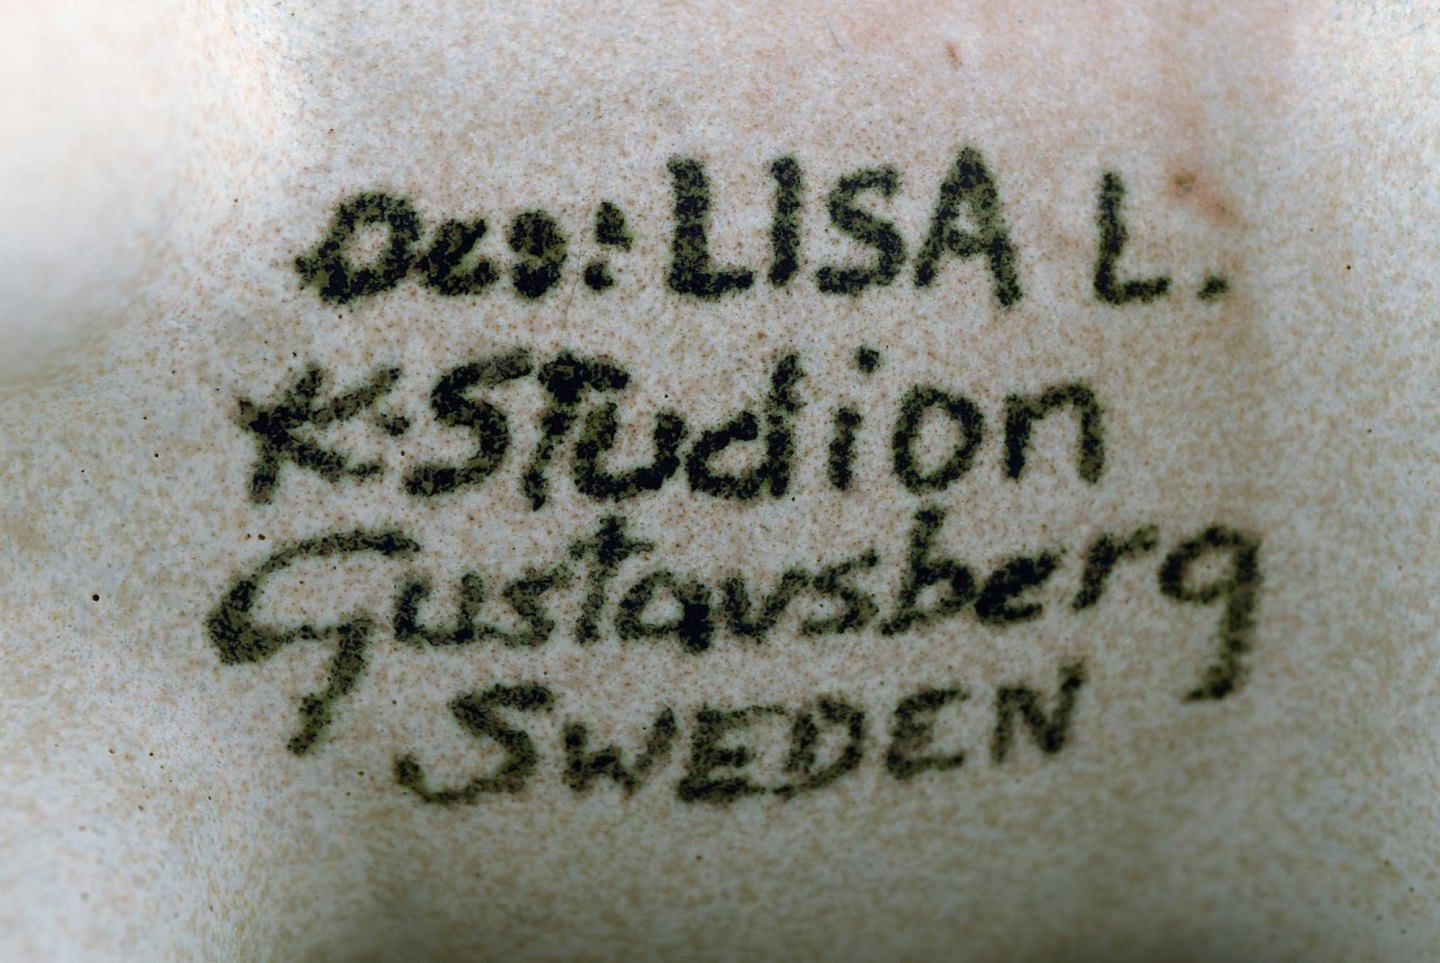 Des: LISA L.
K-Studion
Gustavsberg
SWEDEN